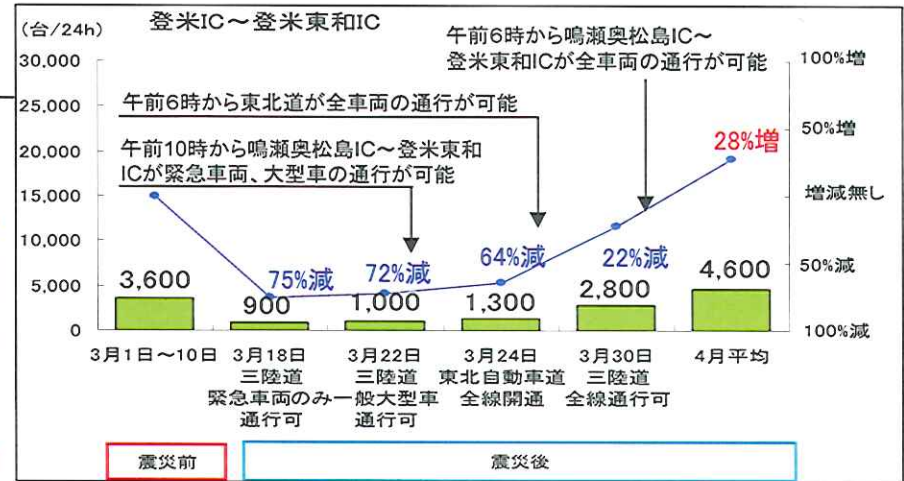 登米IC～登米東和IC
(台/24h)
30,000
25,000
20,000
15,000
10,000
5,000
0
100%増
50%増
増減無し
50%減
100%減
午前6時から鳴瀬奥松島IC～
登米東和ICが全車両の通行が可能
午前6時から東北道が全車両の通行が可能
午前10時から鳴瀬奥松島IC～登米東和
ICが緊急車両、大型車の通行が可能
75%減
72%減
64%減
22%減
28%増
3,600
900
1,000
1,300
2,800
4,600
3月1日～10日
3月18日
三陸道
緊急車両のみ
通行可
3月22日
三陸道
一般大型車
通行可
3月24日
東北自動車道
全線開通
3月30日
三陸道
全線通行可
4月平均
震災前
震災後